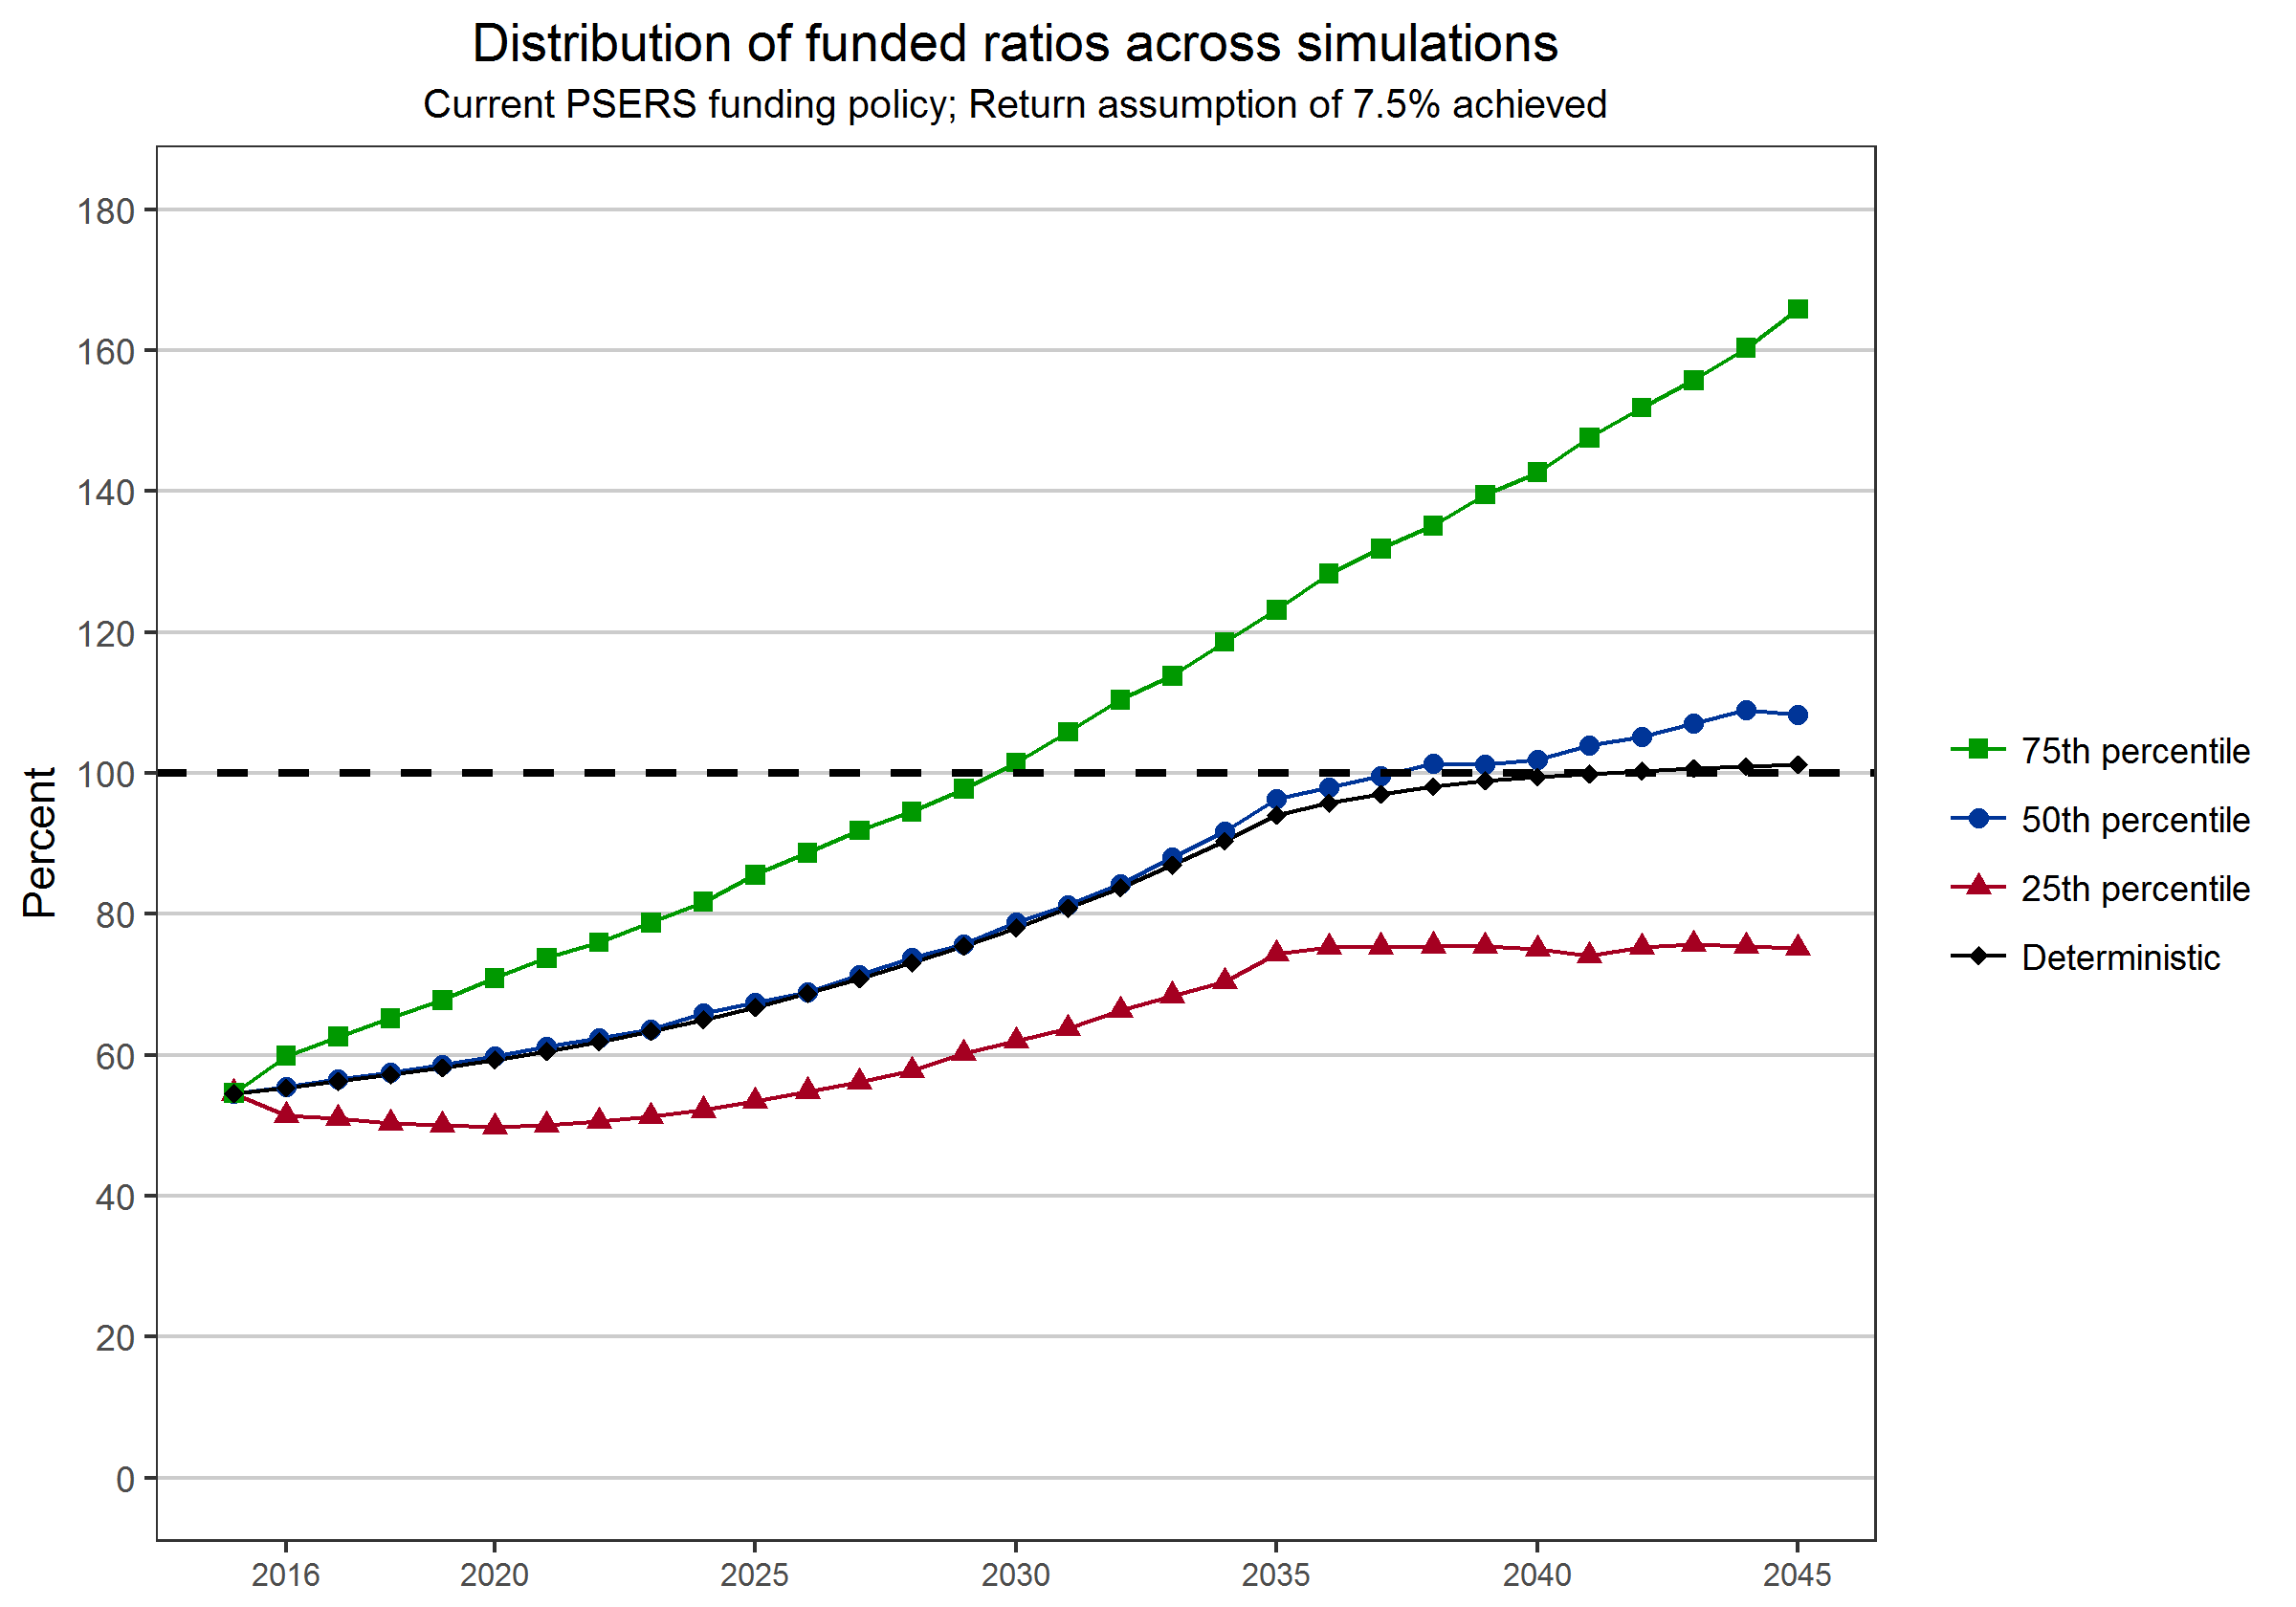 Distribution of funded ratios across simulations
Current PSERS funding policy; Return assumption of 7.5% achieved
Percent
180
160
140
120
100
80
60
40
20
0
2016 2020 2025 2030 2035 2040 2045
75th percentile
50th percentile
25th percentile
Deterministic